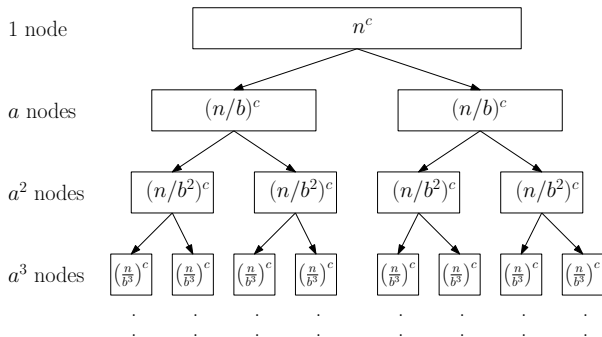 1 node n^c
a nodes (n/b)^c (n/b)^c
a^2 nodes (n/b^2)^c (n/b^2)^c (n/b^2)^c (n/b^2)^c
a^3 nodes (n/b^3)^c (n/b^3)^c (n/b^3)^c (n/b^3)^c (n/b^3)^c (n/b^3)^c (n/b^3)^c (n/b^3)^c
. . . . . . . .
. . . . . . . .